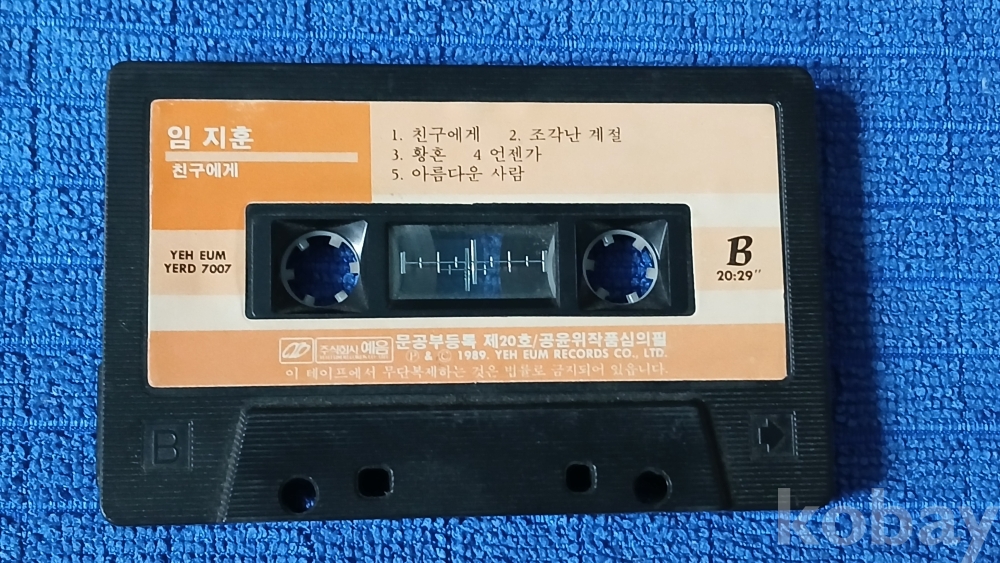 임 지훈
친구에게
1. 친구에게 2. 조각난 계절
3. 황혼 4 언젠가
5. 아름다운 사람
YEH EUM
YERD 7007
B
20:29"
주식회사 예음
문공부등록 제20호/공윤위작품심의필
Ⓟ & Ⓒ 1989. YEH EUM RECORDS CO., LTD.
이 테이프에서 무단복제하는 것은 법률로 금지되어 있읍니다.
B
kobay